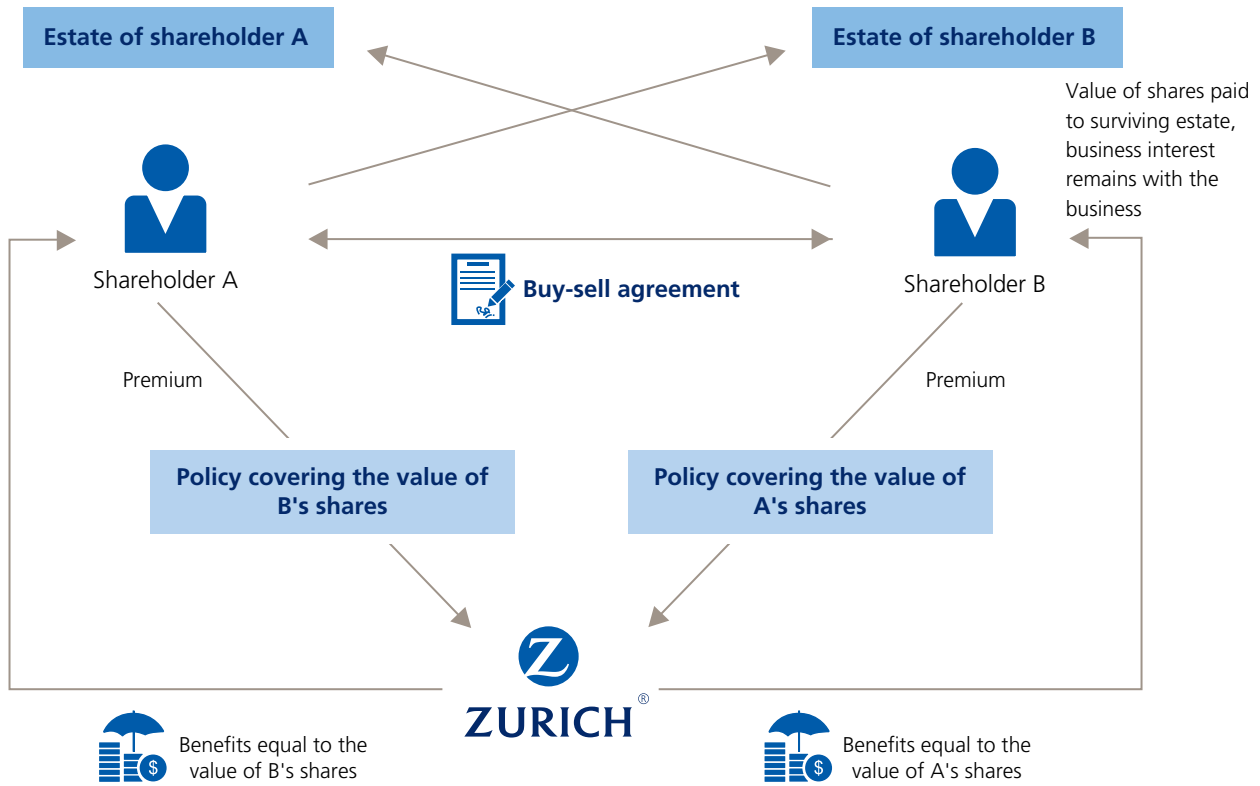 Estate of shareholder A
Estate of shareholder B
Value of shares paid
to surviving estate,
business interest
remains with the
business
Shareholder A
Buy-sell agreement
Shareholder B
Premium
Premium
Policy covering the value of
B's shares
Policy covering the value of
A's shares
Z
ZURICH®
Benefits equal to the
value of B's shares
$
Benefits equal to the
value of A's shares
$